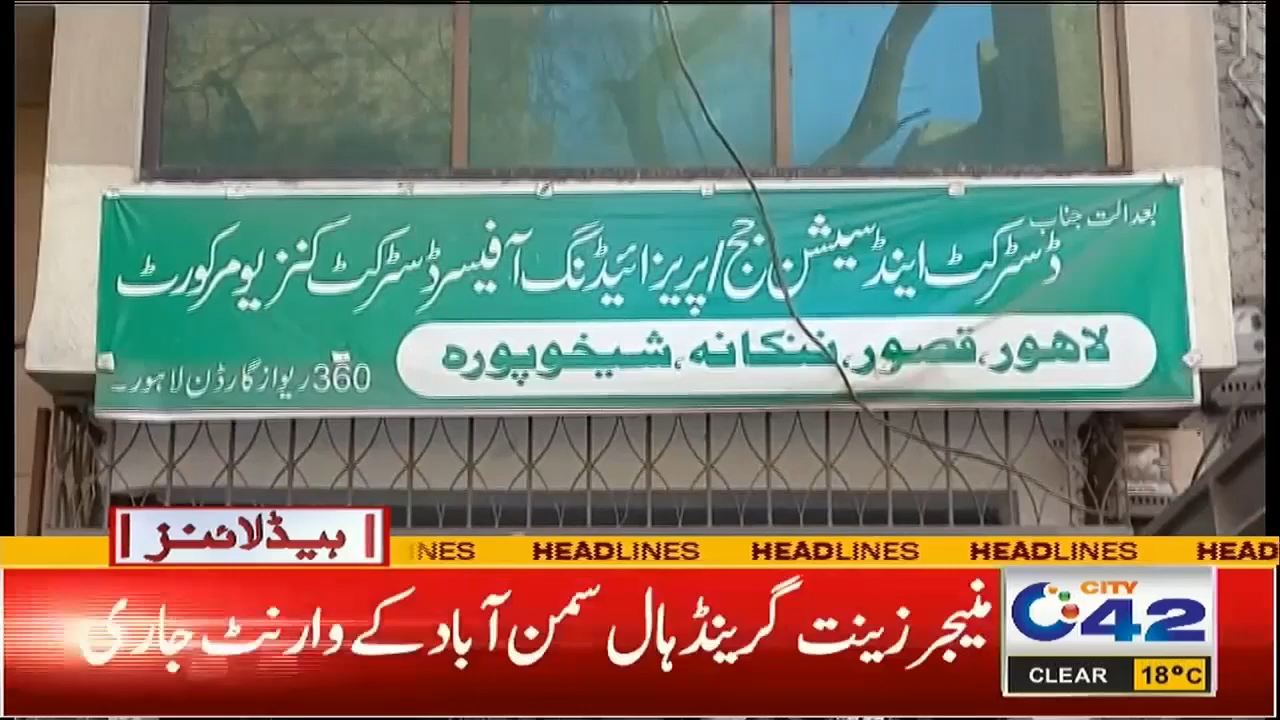 بعدالت جناب
ڈسٹرکٹ اینڈ سیشن جج/پریزائیڈنگ آفیسر ڈسٹرکٹ کنزیومر کورٹ
لاہور، قصور، ننکانہ، شیخوپورہ
360 ریواز گارڈن لاہور۔
ہیڈلائنز
INES HEADLINES HEADLINES HEADLINES HEAD
منیجر زینت گرینڈ ہال سمن آباد کے وارنٹ جاری
CITY
42
CLEAR 18°C